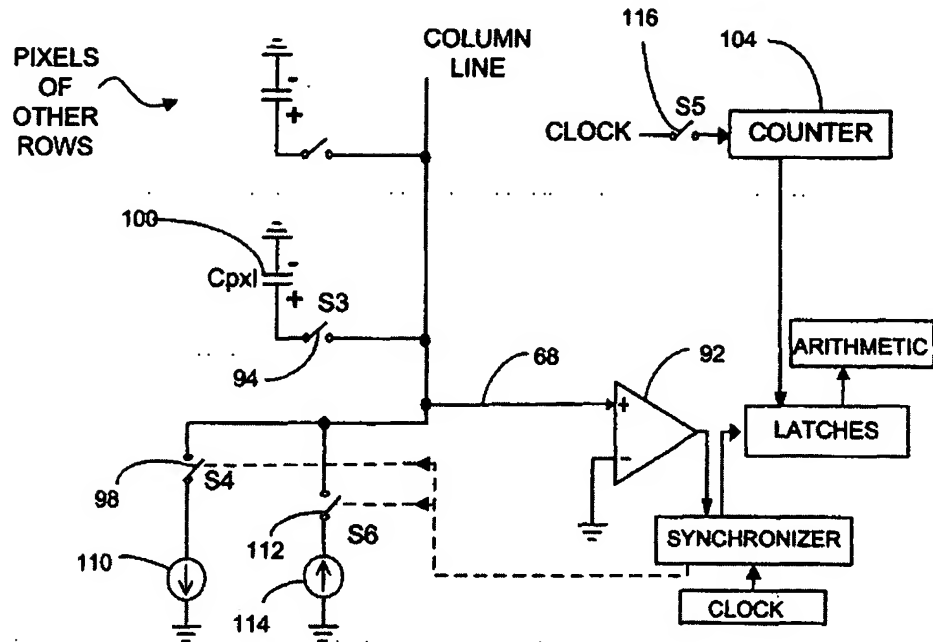 PIXELS
OF
OTHER
ROWS
-
+
COLUMN
LINE
116
S5
CLOCK
104
COUNTER
100
-
Cpxl
+
S3
94
68
92
+
-
ARITHMETIC
LATCHES
98
S4
112
S6
110
114
SYNCHRONIZER
CLOCK